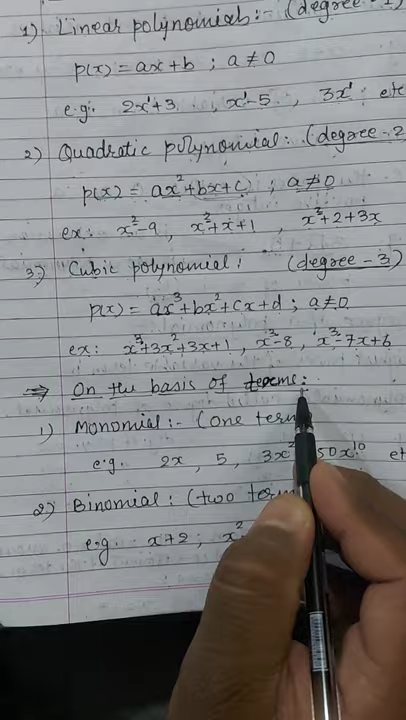 1) Linear polynomials:- (degree-1)
p(x) = ax+b ; a≠0
e.g. 2x¹+3 , x¹-5 , 3x¹ etc
2) Quadratic polynomial: (degree-2
p(x) = ax²+bx+c ; a≠0
ex: x²-9 , x²+x+1 , +2+3x
3) Cubic polynomial: (degree-3)
p(x) = ax³+bx²+cx+d ; a≠0
ex: x³+3x²+3x+1 , x³-8 , x³-7x+6
⇒ On the basis of terms:
1) Monomial:- (one term
e.g. 2x, 5, 3x² 50x¹⁰ et
2) Binomial: (two term
e.g. x+2 ; x²